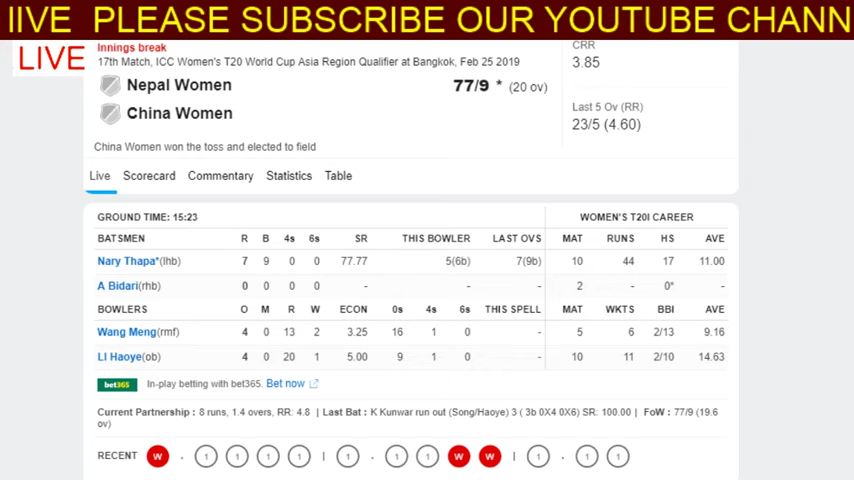 IIVE PLEASE SUBSCRIBE OUR YOUTUBE CHANN
LIVE
Innings break
17th Match, ICC Women's T20 World Cup Asia Region Qualifier at Bangkok, Feb 25 2019
Nepal Women 77/9 * (20 ov)
China Women
China Women won the toss and elected to field
CRR
3.85
Last 5 Ov (RR)
23/5 (4.60)
Live Scorecard Commentary Statistics Table
GROUND TIME: 15:23 WOMEN'S T20I CAREER
BATSMEN R B 4s 6s SR THIS BOWLER LAST OVS MAT RUNS HS AVE
Nary Thapa*(lhb) 7 9 0 0 77.77 5(6b) 7(9b) 10 44 17 11.00
A Bidari(rhb) 0 0 0 0 - - - 2 - 0* -
BOWLERS O M R W ECON 0s 4s 6s THIS SPELL MAT WKTS BBI AVE
Wang Meng(rmf) 4 0 13 2 3.25 16 1 0 - 5 6 2/13 9.16
LI Haoye(ob) 4 0 20 1 5.00 9 1 0 - 10 11 2/10 14.63
bet365 In-play betting with bet365. Bet now
Current Partnership : 8 runs, 1.4 overs, RR: 4.8 | Last Bat : K Kunwar run out (Song/Haoye) 3 ( 3b 0X4 0X6) SR: 100.00 | FoW : 77/9 (19.6
ov)
RECENT W . 1 1 1 1 | 1 . 1 1 W W | 1 . 1 1